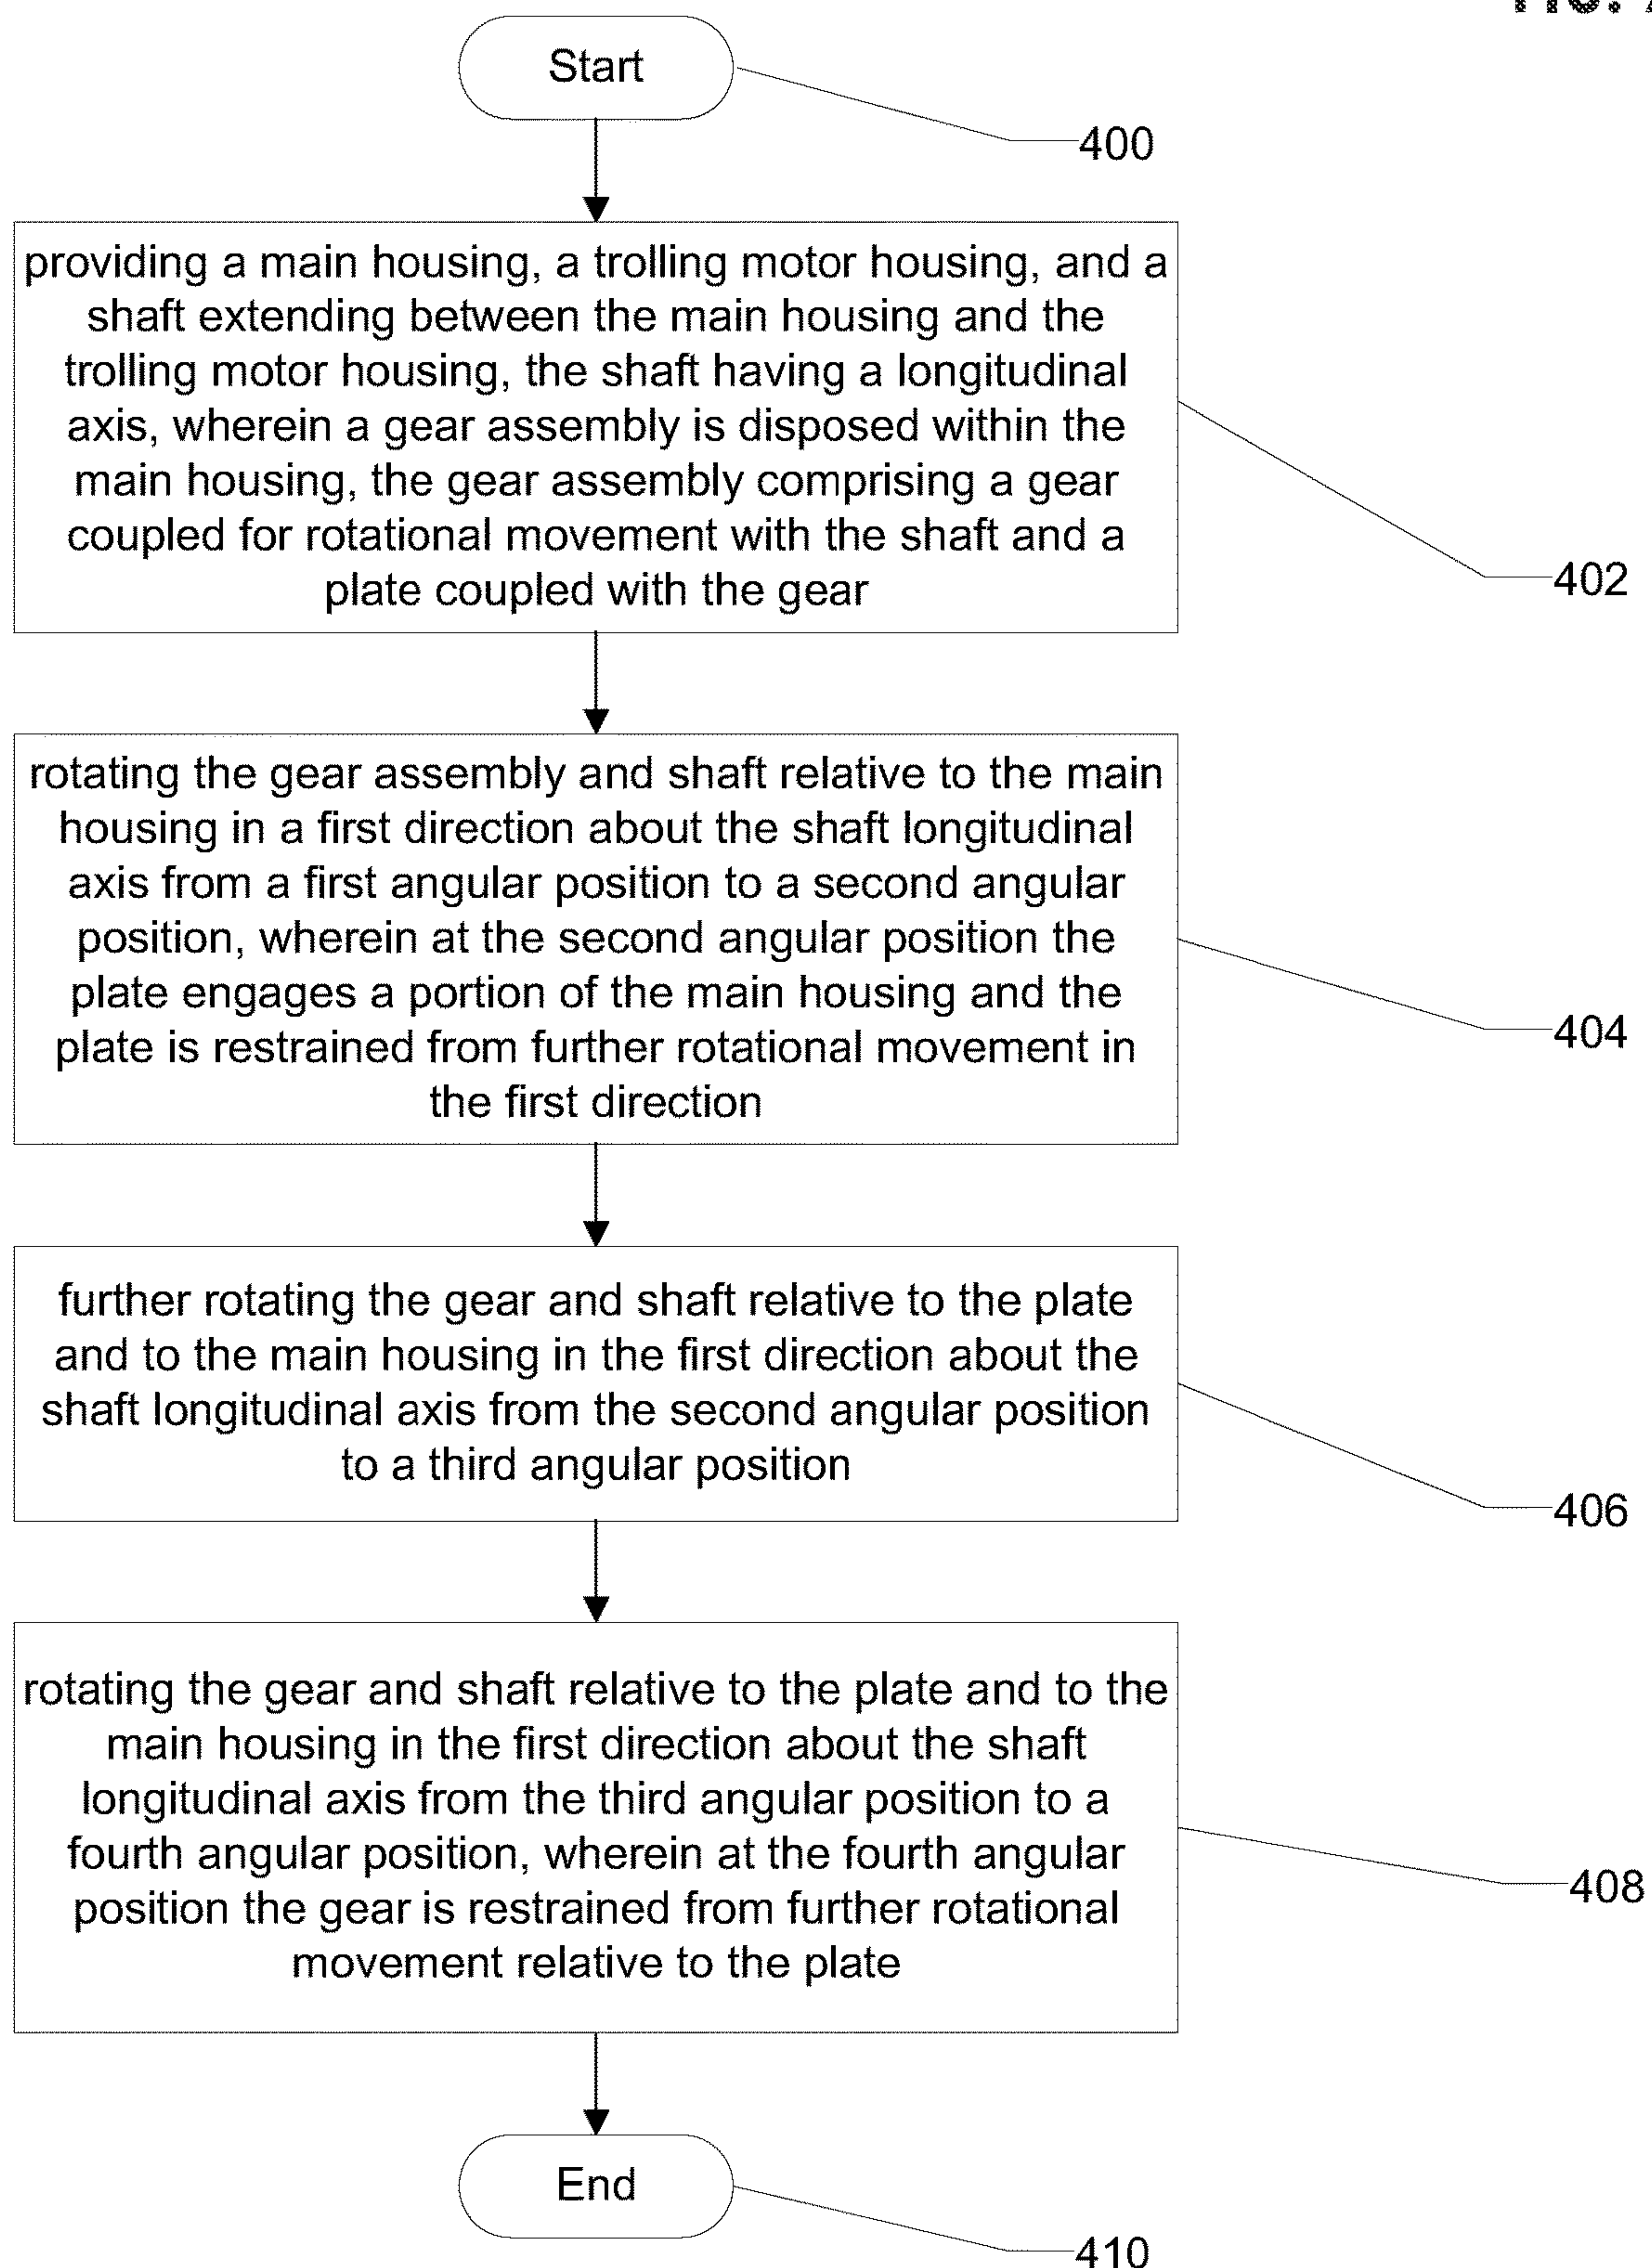 Start
400
providing a main housing, a trolling motor housing, and a
shaft extending between the main housing and the
trolling motor housing, the shaft having a longitudinal
axis, wherein a gear assembly is disposed within the
main housing, the gear assembly comprising a gear
coupled for rotational movement with the shaft and a
plate coupled with the gear
402
rotating the gear assembly and shaft relative to the main
housing in a first direction about the shaft longitudinal
axis from a first angular position to a second angular
position, wherein at the second angular position the
plate engages a portion of the main housing and the
plate is restrained from further rotational movement in
the first direction
404
further rotating the gear and shaft relative to the plate
and to the main housing in the first direction about the
shaft longitudinal axis from the second angular position
to a third angular position
406
rotating the gear and shaft relative to the plate and to the
main housing in the first direction about the shaft
longitudinal axis from the third angular position to a
fourth angular position, wherein at the fourth angular
position the gear is restrained from further rotational
movement relative to the plate
408
End
410